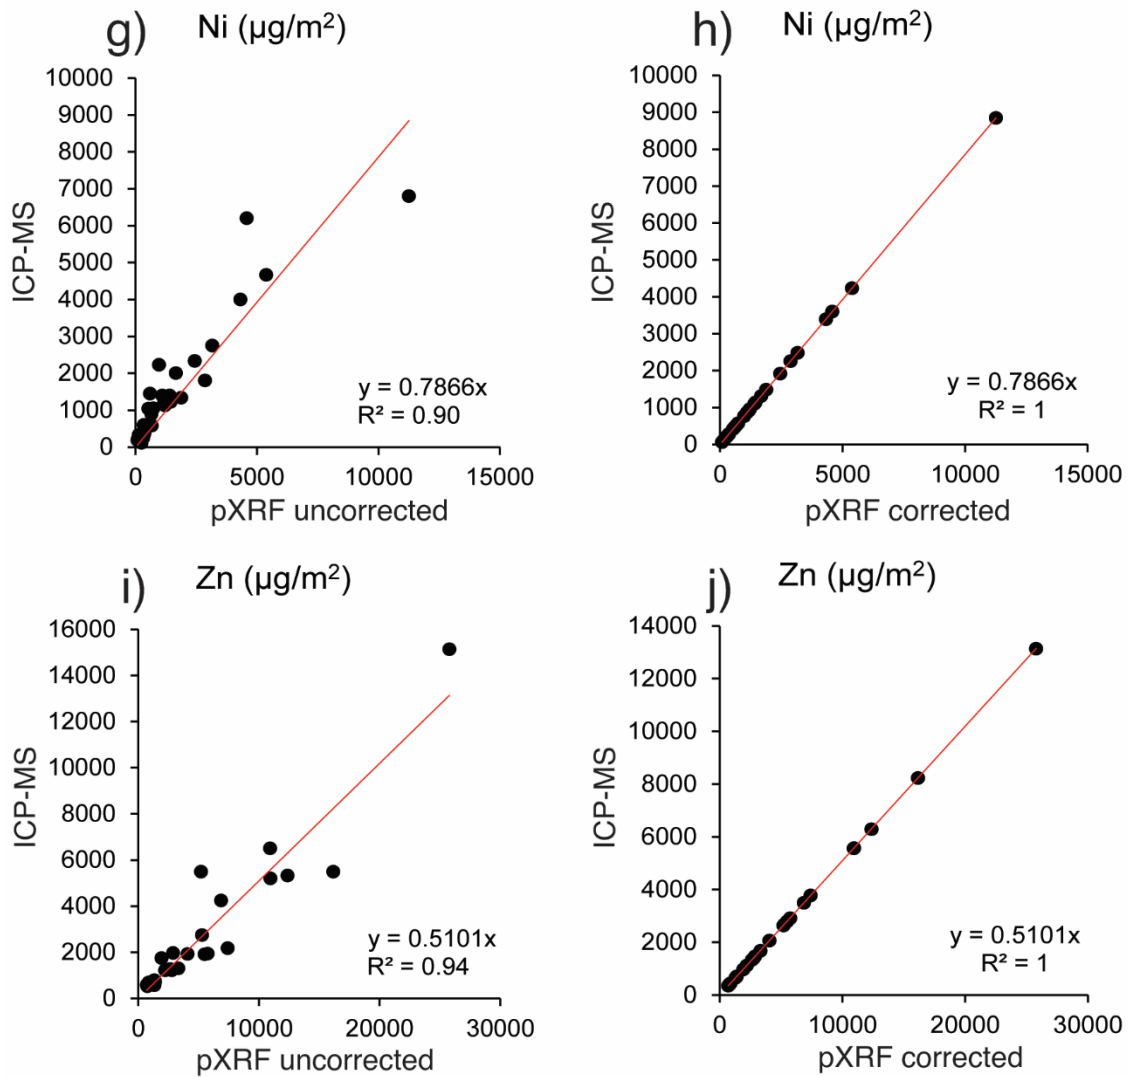 g) Ni (µg/m²)
10000
9000
8000
7000
6000
5000
4000
3000
2000
1000
0
ICP-MS
y = 0.7866x
R² = 0.90
0 5000 10000 15000
pXRF uncorrected
h) Ni (µg/m²)
10000
9000
8000
7000
6000
5000
4000
3000
2000
1000
0
ICP-MS
y = 0.7866x
R² = 1
0 5000 10000 15000
pXRF corrected
i) Zn (µg/m²)
16000
14000
12000
10000
8000
6000
4000
2000
0
ICP-MS
y = 0.5101x
R² = 0.94
0 10000 20000 30000
pXRF uncorrected
j) Zn (µg/m²)
14000
12000
10000
8000
6000
4000
2000
0
ICP-MS
y = 0.5101x
R² = 1
0 10000 20000 30000
pXRF corrected